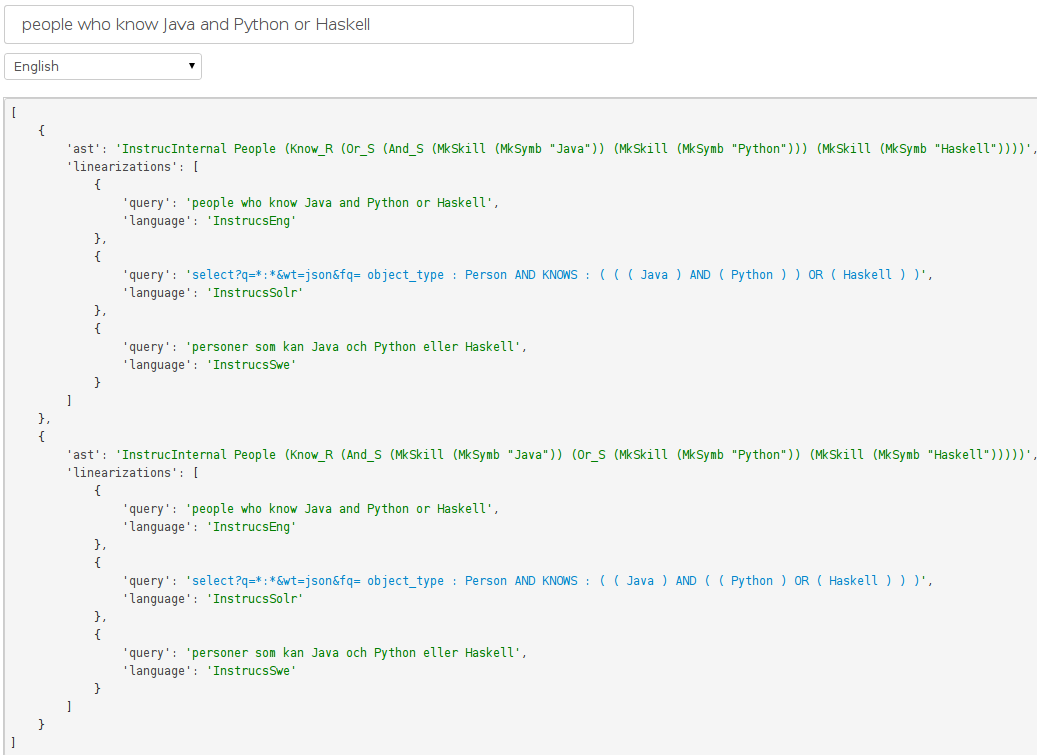 people who know Java and Python or Haskell
English
[
    {
        'ast': 'InstrucInternal People (Know_R (Or_S (And_S (MkSkill (MkSymb "Java")) (MkSkill (MkSymb "Python"))) (MkSkill (MkSymb "Haskell"))))',
        'linearizations': [
            {
                'query': 'people who know Java and Python or Haskell',
                'language': 'InstrucsEng'
            },
            {
                'query': 'select?q=*:*&wt=json&fq= object_type : Person AND KNOWS : ( ( ( Java ) AND ( Python ) ) OR ( Haskell ) )',
                'language': 'InstrucsSolr'
            },
            {
                'query': 'personer som kan Java och Python eller Haskell',
                'language': 'InstrucsSwe'
            }
        ]
    },
    {
        'ast': 'InstrucInternal People (Know_R (And_S (MkSkill (MkSymb "Java")) (Or_S (MkSkill (MkSymb "Python")) (MkSkill (MkSymb "Haskell")))))',
        'linearizations': [
            {
                'query': 'people who know Java and Python or Haskell',
                'language': 'InstrucsEng'
            },
            {
                'query': 'select?q=*:*&wt=json&fq= object_type : Person AND KNOWS : ( ( Java ) AND ( ( Python ) OR ( Haskell ) ) )',
                'language': 'InstrucsSolr'
            },
            {
                'query': 'personer som kan Java och Python eller Haskell',
                'language': 'InstrucsSwe'
            }
        ]
    }
]